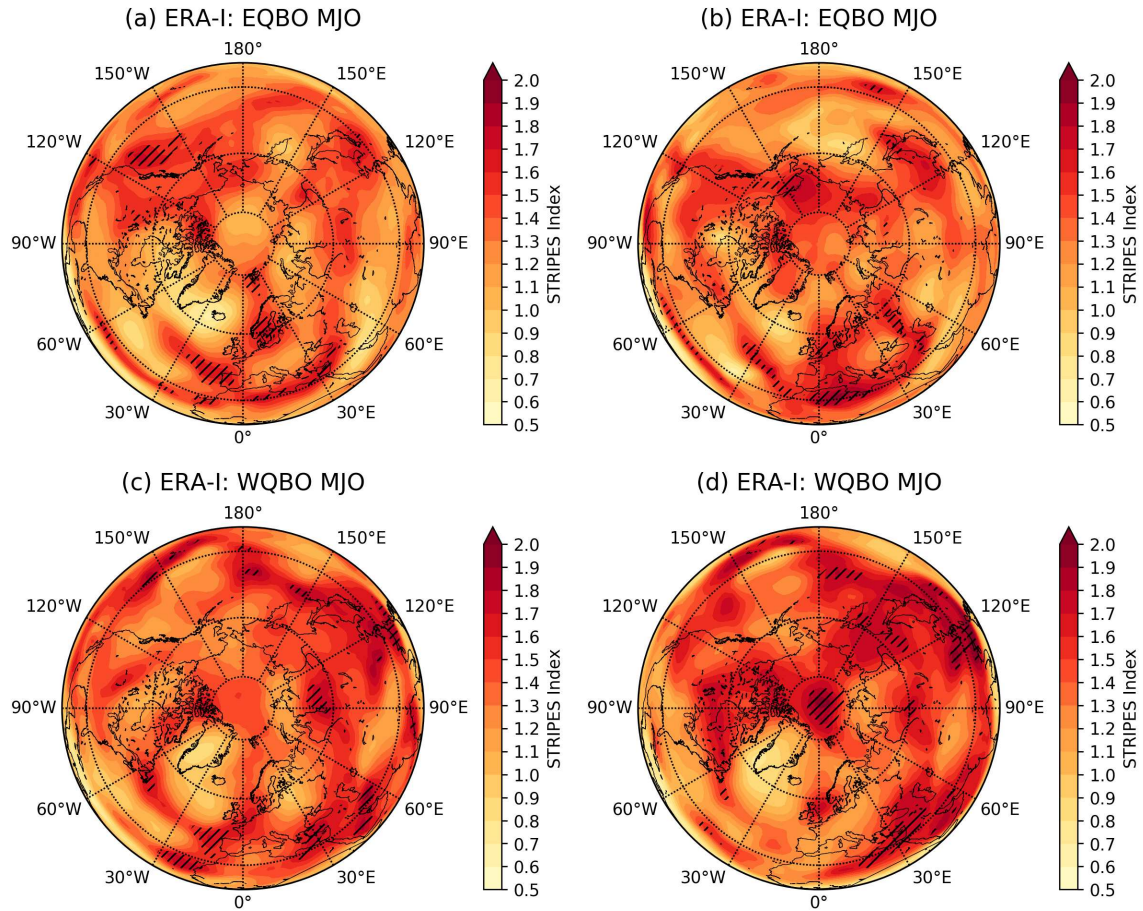 (a) ERA-I: EQBO MJO
180°
150°W
150°E
120°W
120°E
90°W
90°E
60°W
60°E
30°W
30°E
0°
2.0
1.9
1.8
1.7
1.6
1.5
1.4
1.3
1.2
1.1
1.0
0.9
0.8
0.7
0.6
0.5
STRIPES Index
(b) ERA-I: EQBO MJO
180°
150°W
150°E
120°W
120°E
90°W
90°E
60°W
60°E
30°W
30°E
0°
2.0
1.9
1.8
1.7
1.6
1.5
1.4
1.3
1.2
1.1
1.0
0.9
0.8
0.7
0.6
0.5
STRIPES Index
(c) ERA-I: WQBO MJO
180°
150°W
150°E
120°W
120°E
90°W
90°E
60°W
60°E
30°W
30°E
0°
2.0
1.9
1.8
1.7
1.6
1.5
1.4
1.3
1.2
1.1
1.0
0.9
0.8
0.7
0.6
0.5
STRIPES Index
(d) ERA-I: WQBO MJO
180°
150°W
150°E
120°W
120°E
90°W
90°E
60°W
60°E
30°W
30°E
0°
2.0
1.9
1.8
1.7
1.6
1.5
1.4
1.3
1.2
1.1
1.0
0.9
0.8
0.7
0.6
0.5
STRIPES Index